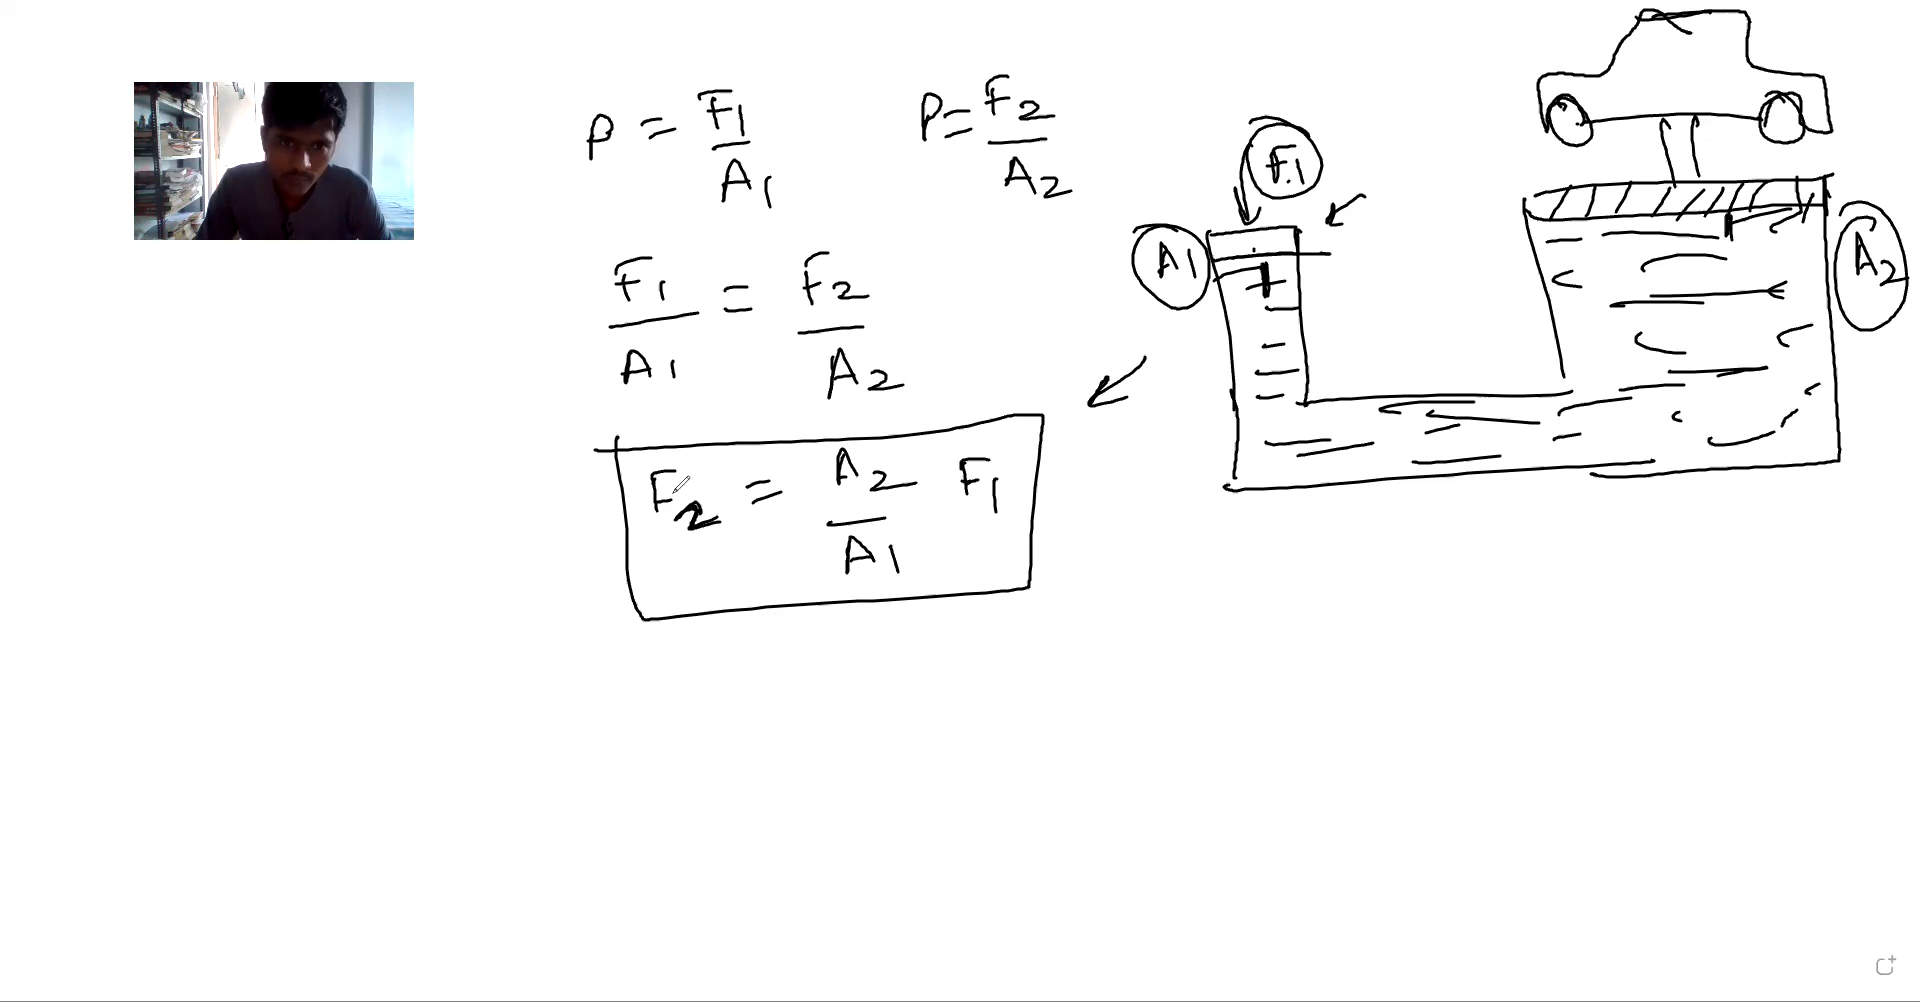 P = F1/A1
P = F2/A2
F1/A1 = F2/A2
F2 = A2/A1 F1
F1
A1
A2